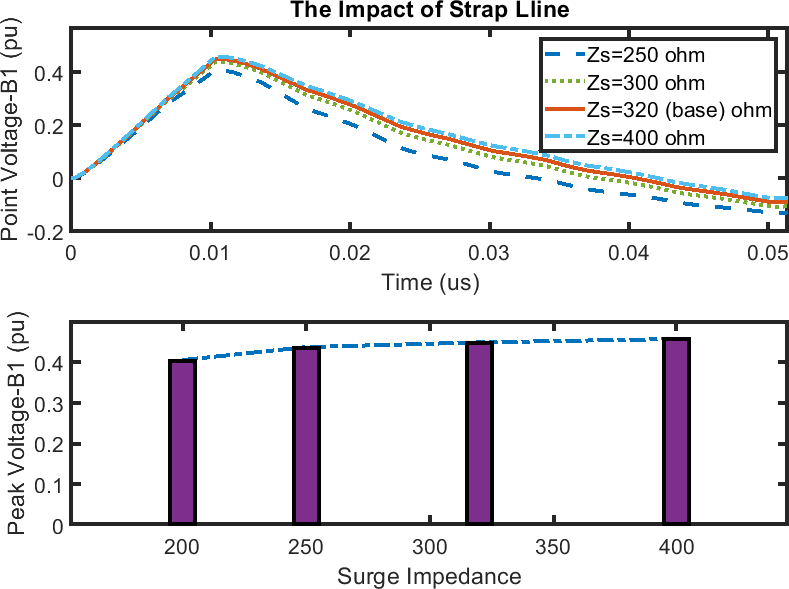 The Impact of Strap Lline
Point Voltage-B1 (pu)
0.4
0.2
0
-0.2
Zs=250 ohm
Zs=300 ohm
Zs=320 (base) ohm
Zs=400 ohm
0 0.01 0.02 0.03 0.04 0.05
Time (us)
Peak Voltage-B1 (pu)
0.4
0.3
0.2
0.1
0
200 250 300 350 400
Surge Impedance